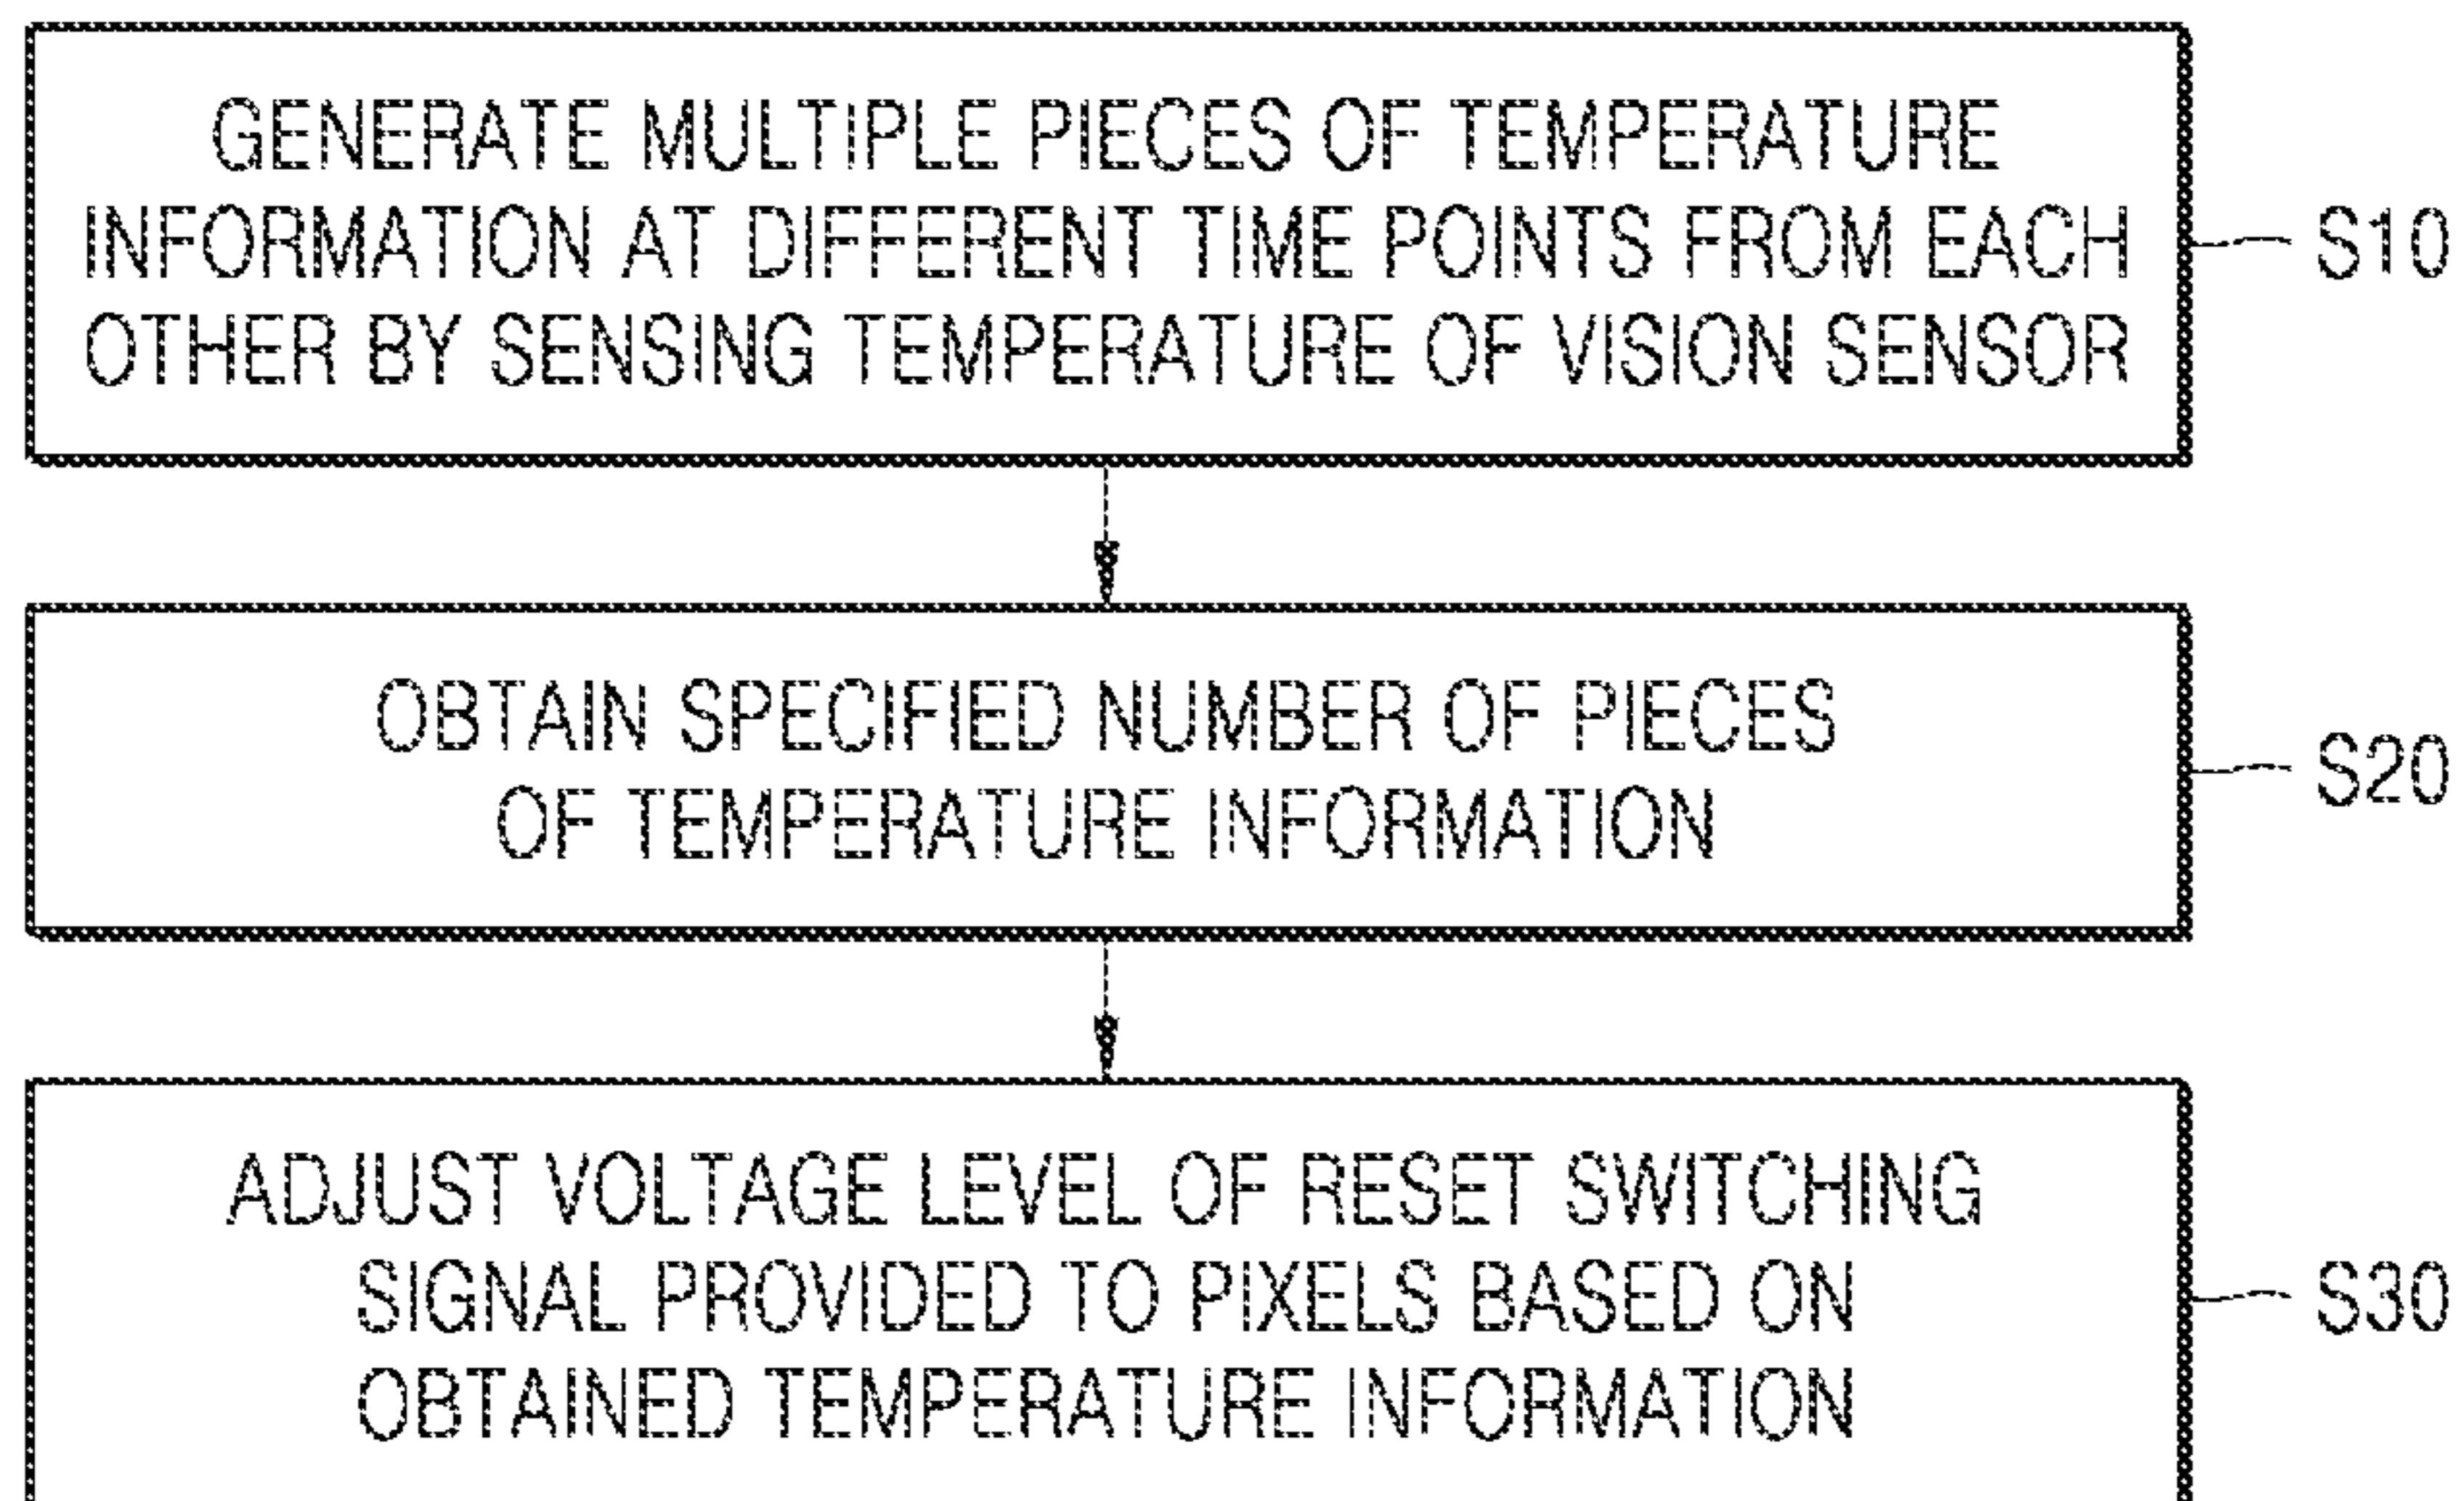 GENERATE MULTIPLE PIECES OF TEMPERATURE
INFORMATION AT DIFFERENT TIME POINTS FROM EACH
OTHER BY SENSING TEMPERATURE OF VISION SENSOR
S10
OBTAIN SPECIFIED NUMBER OF PIECES
OF TEMPERATURE INFORMATION
S20
ADJUST VOLTAGE LEVEL OF RESET SWITCHING
SIGNAL PROVIDED TO PIXELS BASED ON
OBTAINED TEMPERATURE INFORMATION
S30